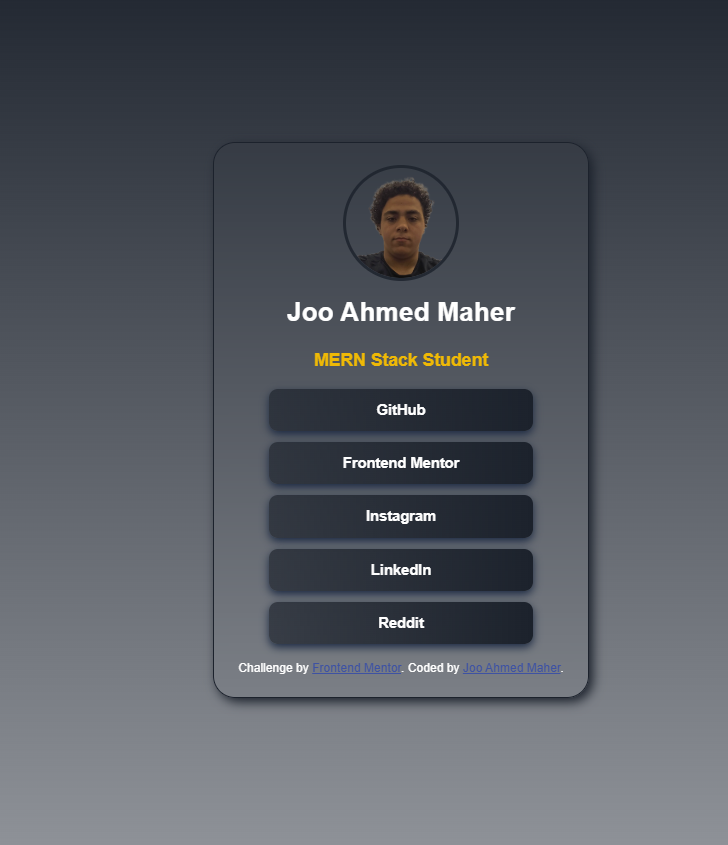 Joo Ahmed Maher
MERN Stack Student
GitHub
Frontend Mentor
Instagram
LinkedIn
Reddit
Challenge by Frontend Mentor. Coded by Joo Ahmed Maher.